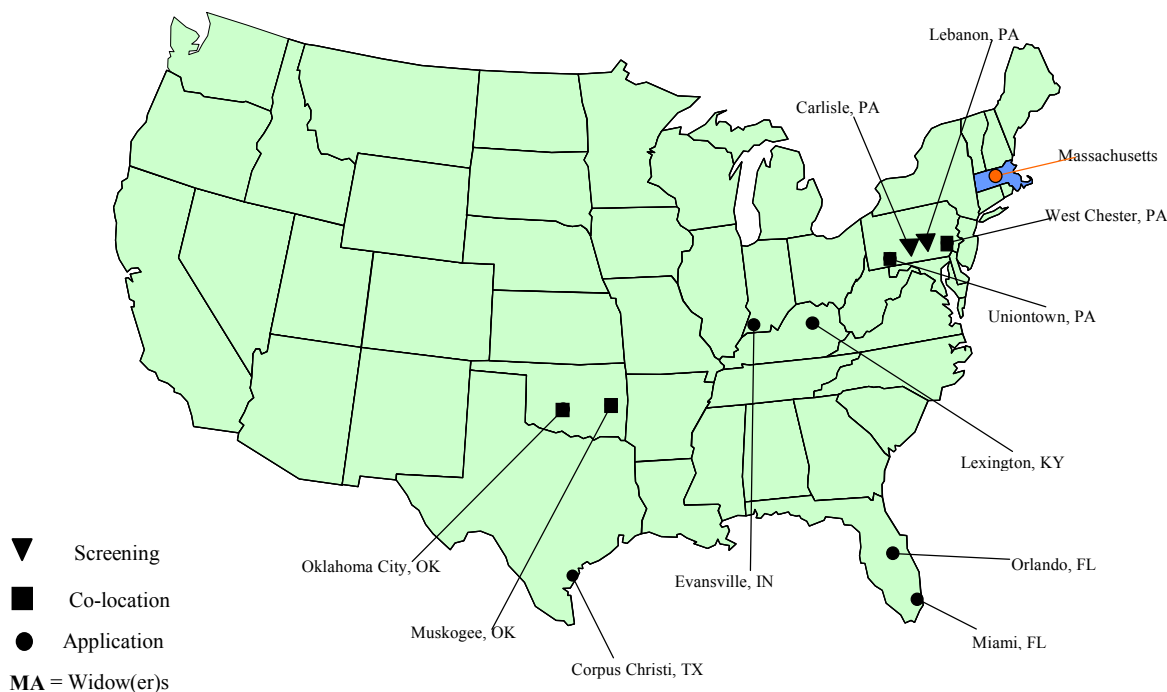 Lebanon, PA
Carlisle, PA
Massachusetts
West Chester, PA
Uniontown, PA
Lexington, KY
Oklahoma City, OK
Evansville, IN
Orlando, FL
Muskogee, OK
Miami, FL
Corpus Christi, TX
Screening
Co-location
Application
MA = Widow(er)s